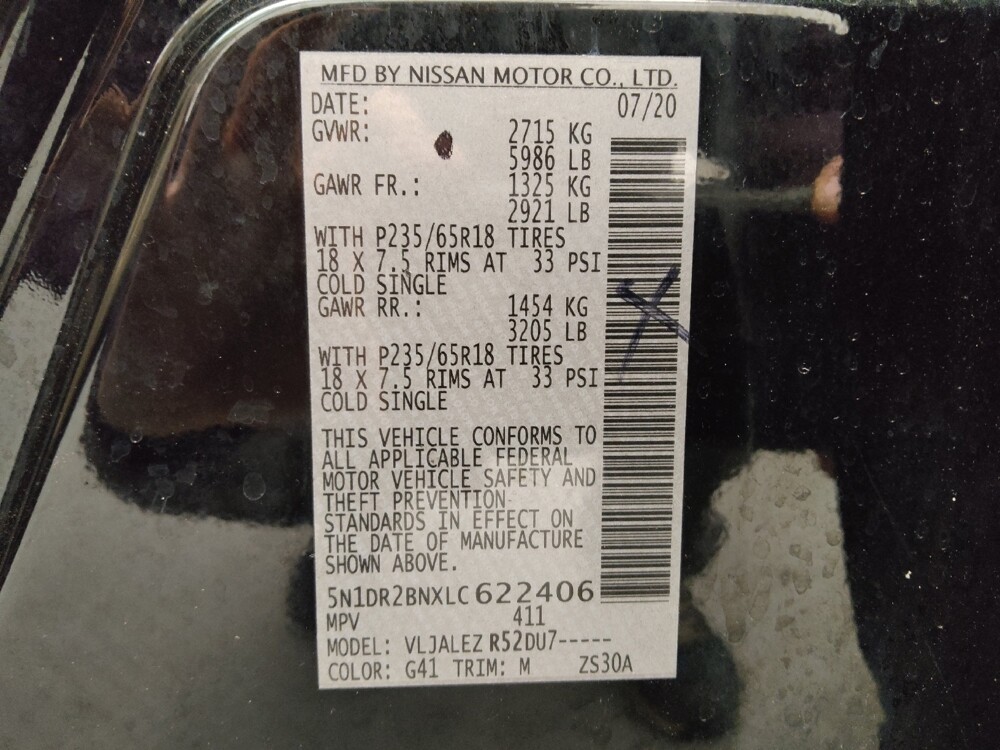 MFD BY NISSAN MOTOR CO., LTD.
DATE: 07/20
GVWR: 2715 KG
5986 LB
GAWR FR.: 1325 KG
2921 LB
WITH P235/65R18 TIRES
18 X 7.5 RIMS AT 33 PSI
COLD SINGLE
GAWR RR.: 1454 KG
3205 LB
WITH P235/65R18 TIRES
18 X 7.5 RIMS AT 33 PSI
COLD SINGLE
THIS VEHICLE CONFORMS TO
ALL APPLICABLE FEDERAL
MOTOR VEHICLE SAFETY AND
THEFT PREVENTION
STANDARDS IN EFFECT ON
THE DATE OF MANUFACTURE
SHOWN ABOVE.
5N1DR2BNXLC622406
MPV 411
MODEL: VLJALEZ R52DU7-----
COLOR: G41 TRIM: M ZS30A